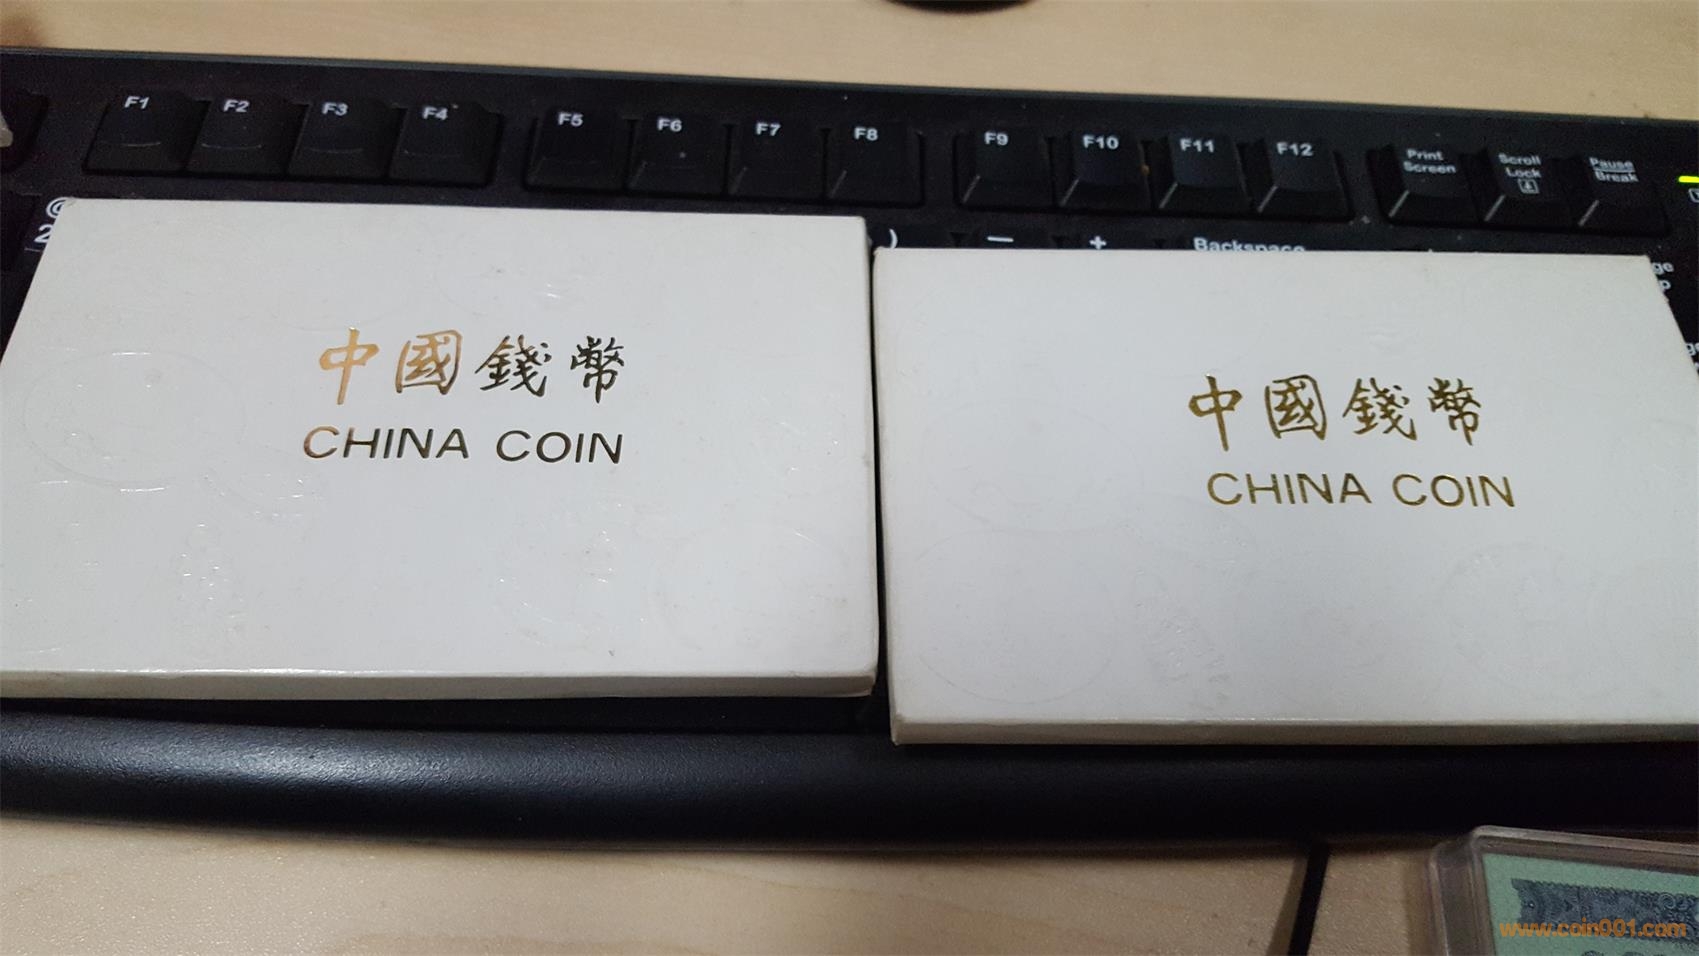 F1 F2 F3 F4 F5 F6 F7 F8 F9 F10 F11 F12
Print Screen
Scroll Lock
Pause Break
@
2
)
— + Backspace
中國錢幣
CHINA COIN
中國錢幣
CHINA COIN
www.coin001.com